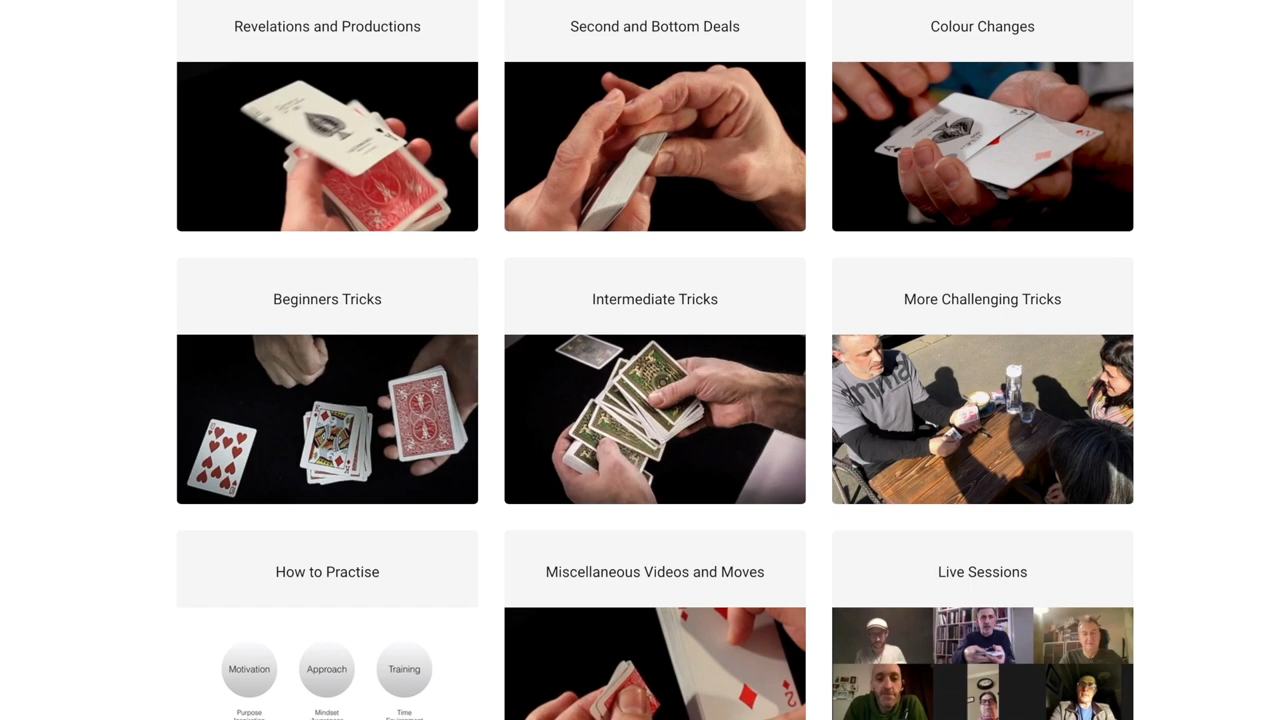 Revelations and Productions
Second and Bottom Deals
Colour Changes
Beginners Tricks
Intermediate Tricks
More Challenging Tricks
How to Practise
Miscellaneous Videos and Moves
Live Sessions
Motivation
Approach
Training
Purpose
Mindset
Time